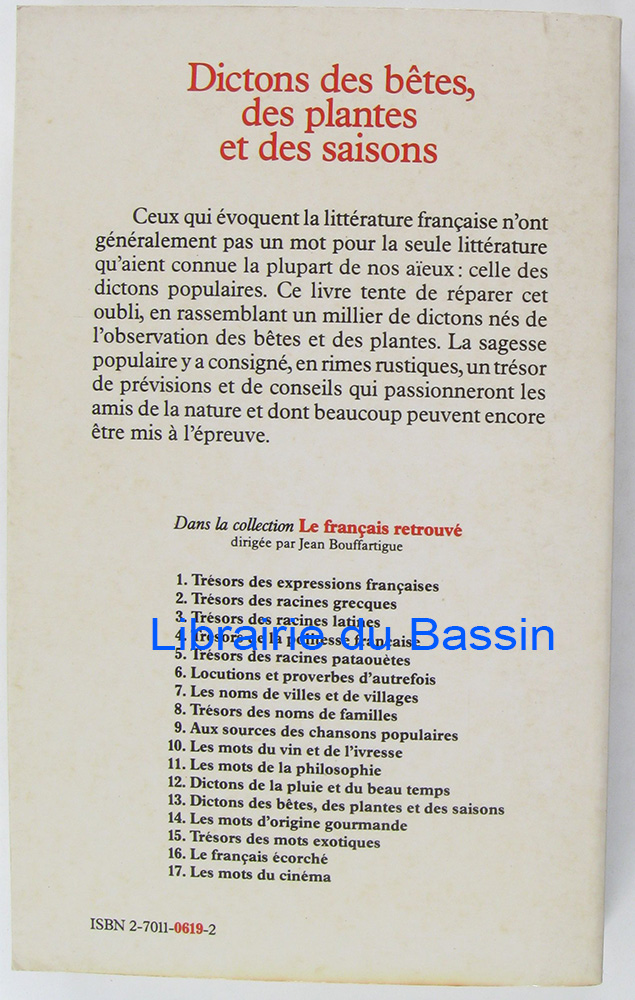 Dictons des bêtes,
des plantes
et des saisons
Ceux qui évoquent la littérature française n'ont
généralement pas un mot pour la seule littérature
qu'aient connue la plupart de nos aïeux : celle des
dictons populaires. Ce livre tente de réparer cet
oubli, en rassemblant un millier de dictons nés de
l'observation des bêtes et des plantes. La sagesse
populaire y a consigné, en rimes rustiques, un trésor
de prévisions et de conseils qui passionneront les
amis de la nature et dont beaucoup peuvent encore
être mis à l'épreuve.
Dans la collection Le français retrouvé
dirigée par Jean Bouffartigue
1. Trésors des expressions françaises
2. Trésors des racines grecques
3. Trésors des racines latines
Librairie du Bassin
4. Trésors de la politesse française
5. Trésors des racines pataouètes
6. Locutions et proverbes d'autrefois
7. Les noms de villes et de villages
8. Trésors des noms de familles
9. Aux sources des chansons populaires
10. Les mots du vin et de l'ivresse
11. Les mots de la philosophie
12. Dictons de la pluie et du beau temps
13. Dictons des bêtes, des plantes et des saisons
14. Les mots d'origine gourmande
15. Trésors des mots exotiques
16. Le français écorché
17. Les mots du cinéma
ISBN 2-7011-0619-2